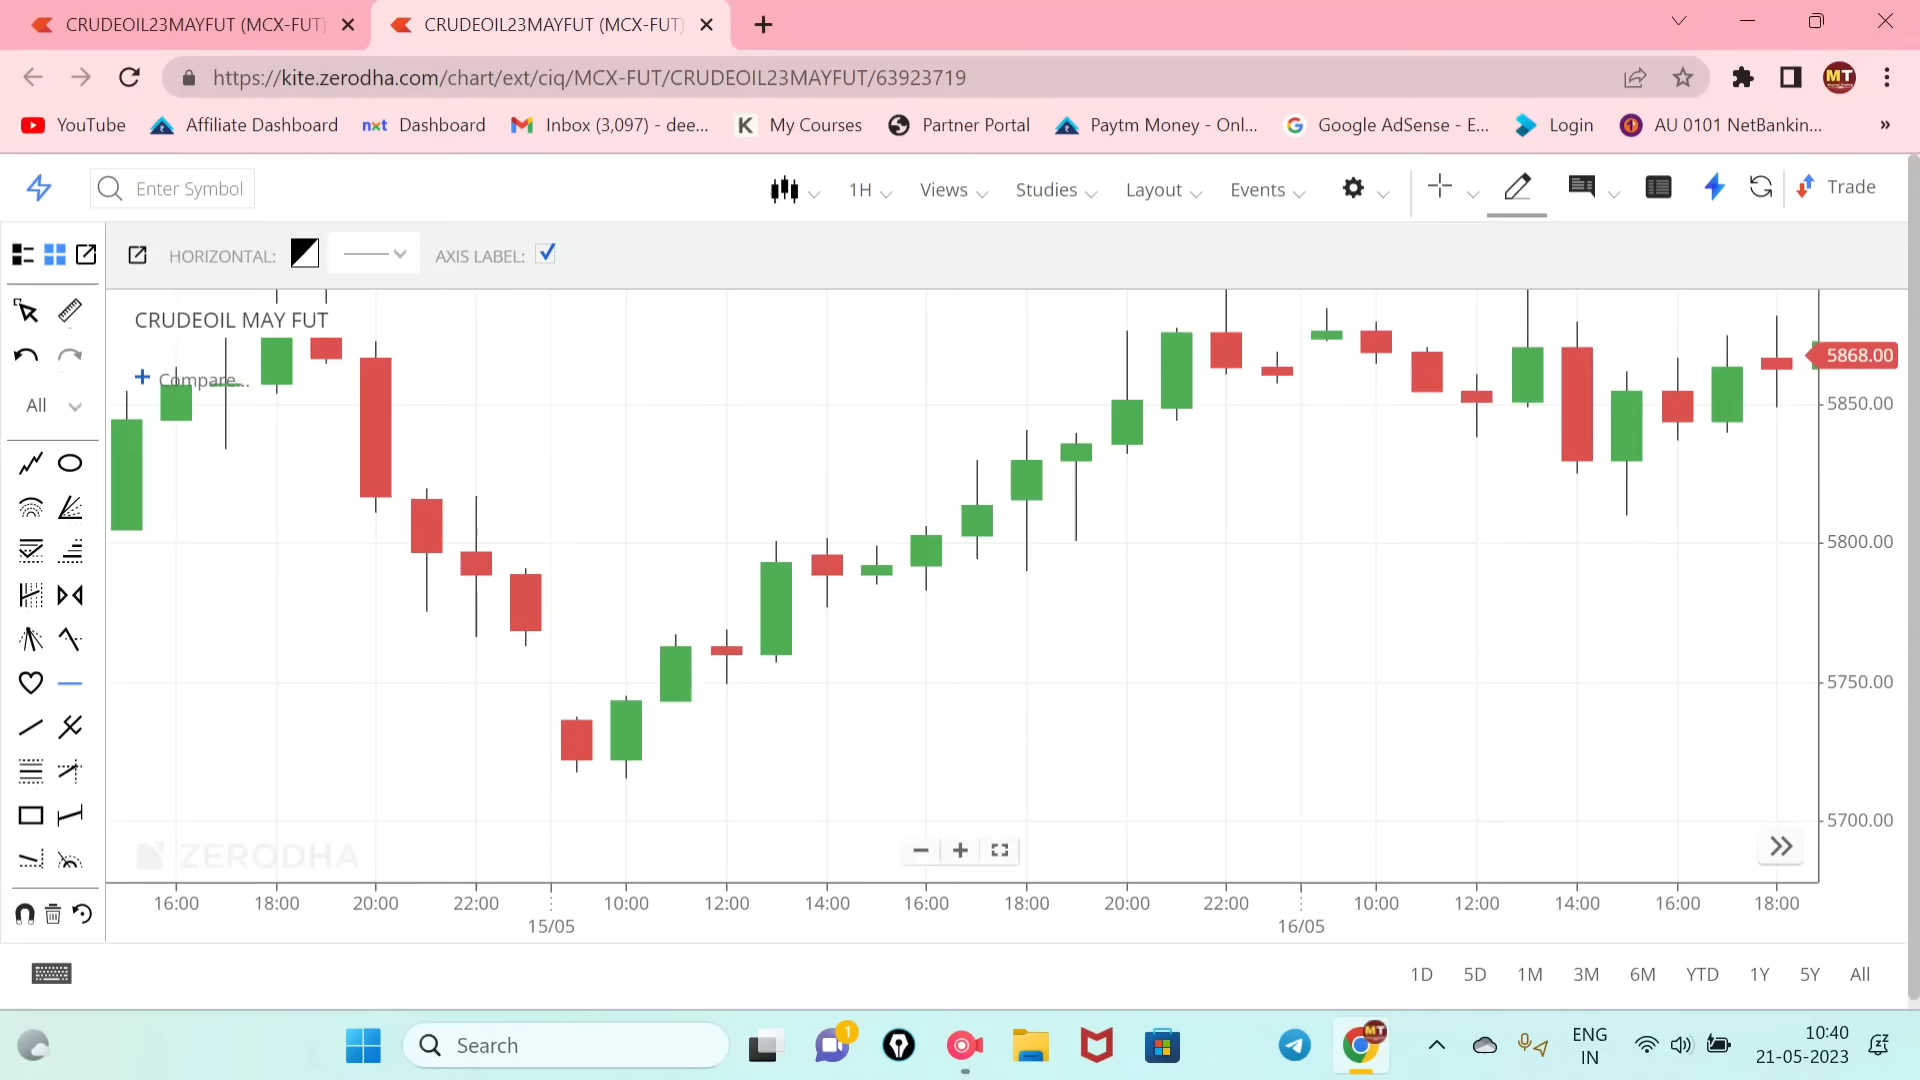 CRUDEOIL23MAYFUT (MCX-FUT)
CRUDEOIL23MAYFUT (MCX-FUT)
https://kite.zerodha.com/chart/ext/ciq/MCX-FUT/CRUDEOIL23MAYFUT/63923719
MT
YouTube Affiliate Dashboard nxt Dashboard Inbox (3,097) - dee... K My Courses Partner Portal Paytm Money - Onl... Google AdSense - E... Login AU 0101 NetBankin... »
Enter Symbol 1H Views Studies Layout Events Trade
HORIZONTAL: AXIS LABEL:
CRUDEOIL MAY FUT
Compare...
All
5868.00
5850.00
5800.00
5750.00
5700.00
ZERODHA
16:00 18:00 20:00 22:00 10:00 12:00 14:00 16:00 18:00 20:00 22:00 10:00 12:00 14:00 16:00 18:00
15/05 16/05
1D 5D 1M 3M 6M YTD 1Y 5Y All
Search
1
MT
ENG
IN
10:40
21-05-2023